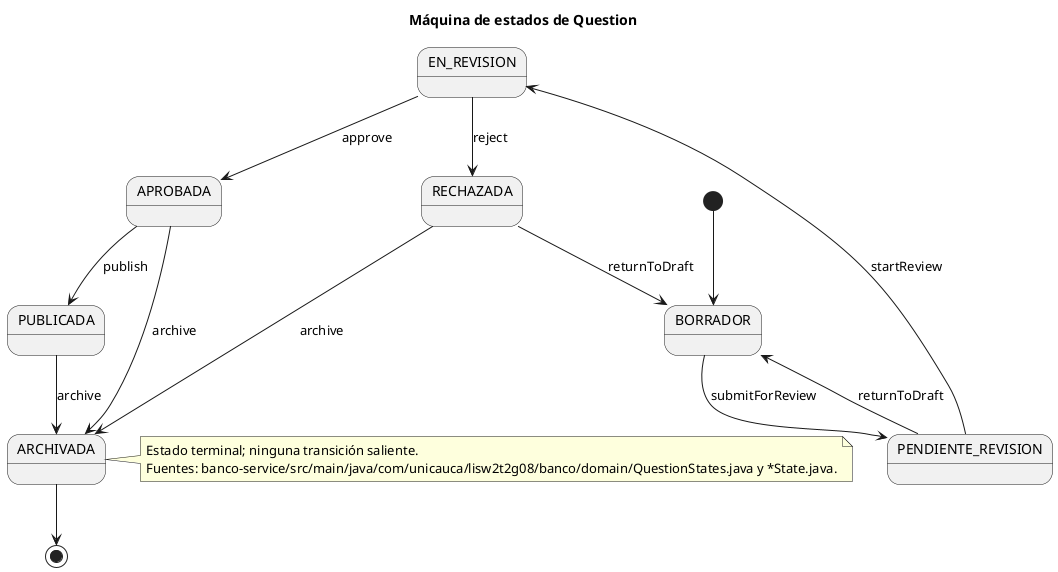 Máquina de estados de Question
EN_REVISION
approve
reject
APROBADA
RECHAZADA
publish
returnToDraft
startReview
PUBLICADA
archive
archive
BORRADOR
archive
submitForReview
returnToDraft
ARCHIVADA
Estado terminal; ninguna transición saliente.
Fuentes: banco-service/src/main/java/com/unicauca/lisw2t2g08/banco/domain/QuestionStates.java y *State.java.
PENDIENTE_REVISION